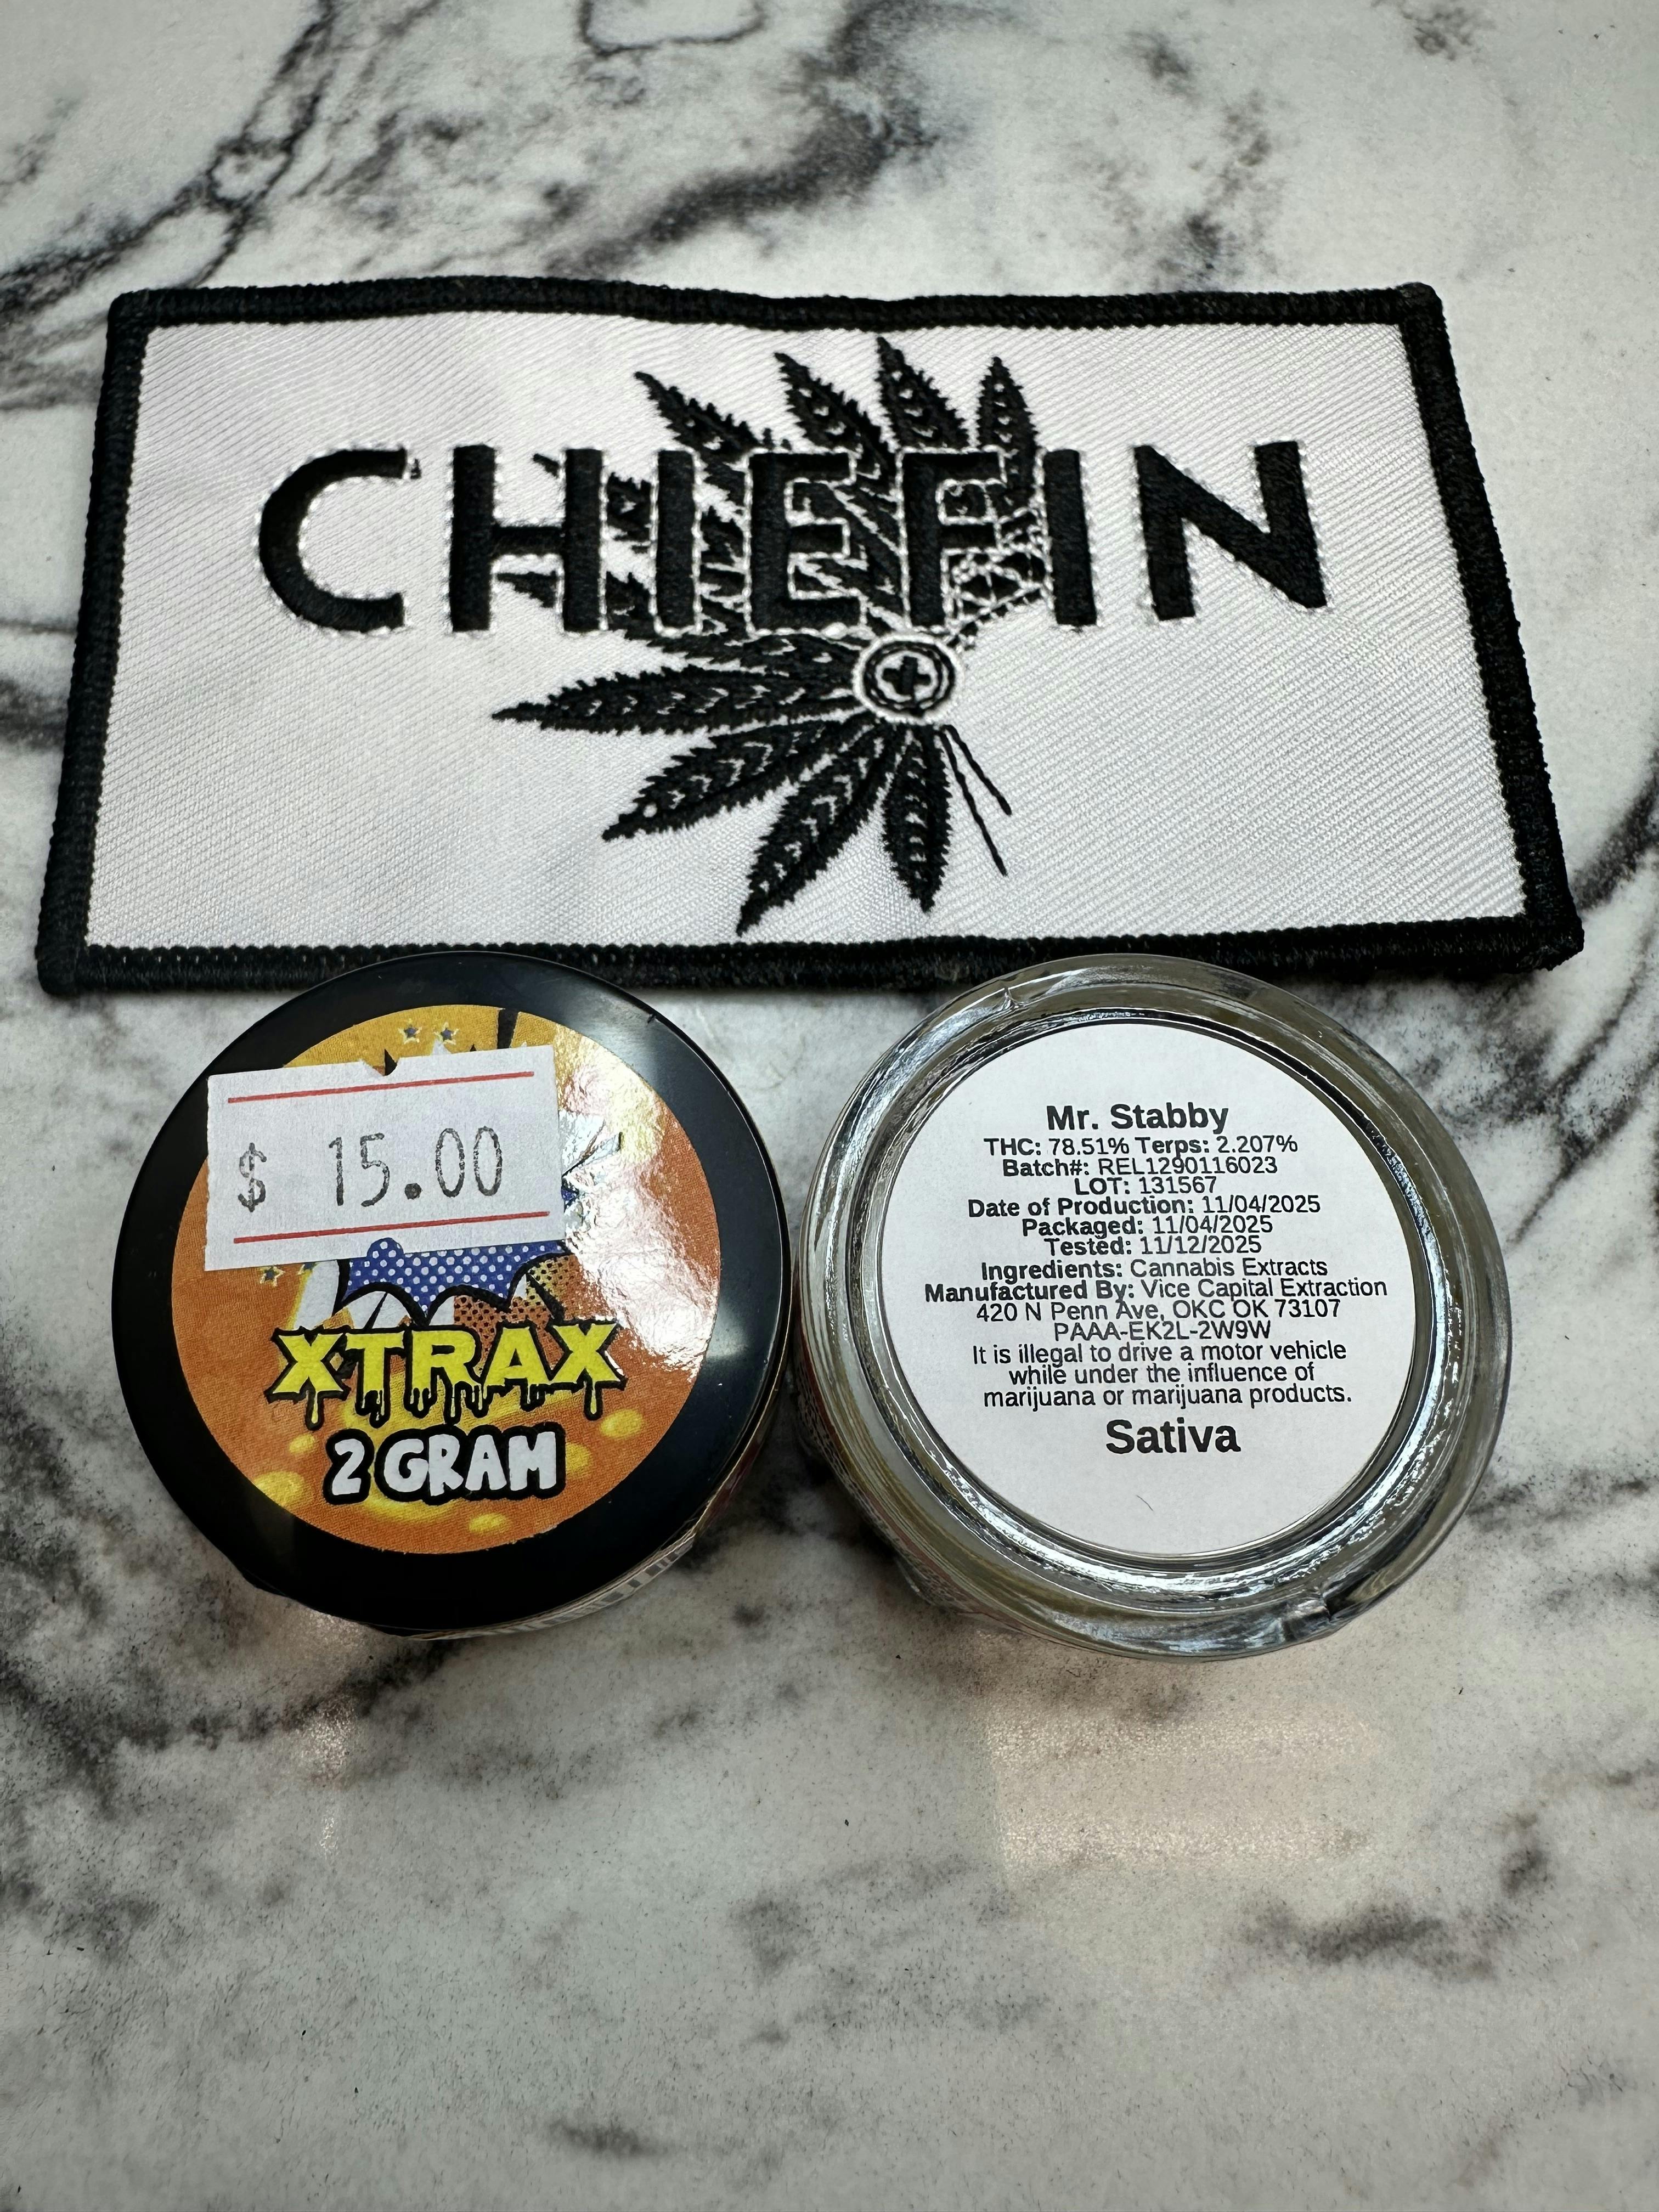 CHIEFIN
$ 15.00
XTRAX
2 GRAM
Mr. Stabby
THC: 78.51% Terps: 2.207%
Batch#: REL1290116023
LOT: 131567
Date of Production: 11/04/2025
Packaged: 11/04/2025
Tested: 11/12/2025
Ingredients: Cannabis Extracts
Manufactured By: Vice Capital Extraction
420 N Penn Ave, OKC OK 73107
PAAA-EK2L-2W9W
It is illegal to drive a motor vehicle
while under the influence of
marijuana or marijuana products.
Sativa